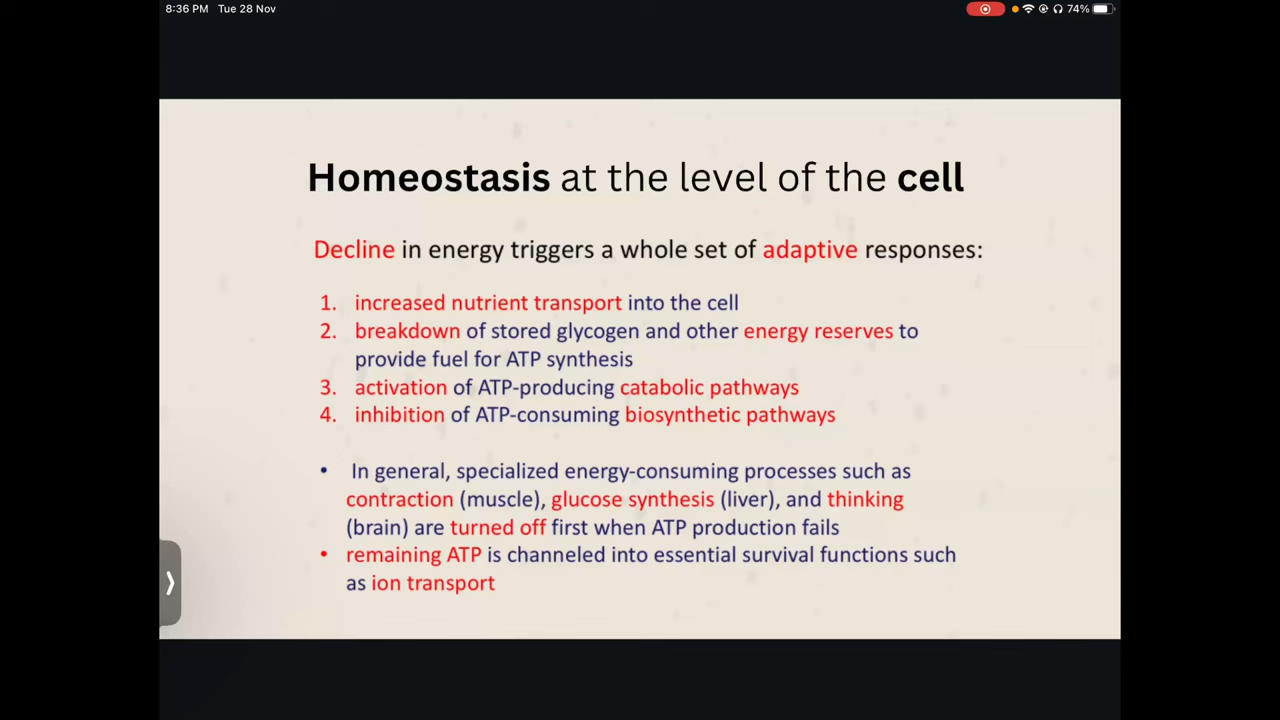 8:36 PM Tue 28 Nov 74%
Homeostasis at the level of the cell
Decline in energy triggers a whole set of adaptive responses:
1. increased nutrient transport into the cell
2. breakdown of stored glycogen and other energy reserves to
provide fuel for ATP synthesis
3. activation of ATP-producing catabolic pathways
4. inhibition of ATP-consuming biosynthetic pathways
• In general, specialized energy-consuming processes such as
contraction (muscle), glucose synthesis (liver), and thinking
(brain) are turned off first when ATP production fails
• remaining ATP is channeled into essential survival functions such
as ion transport